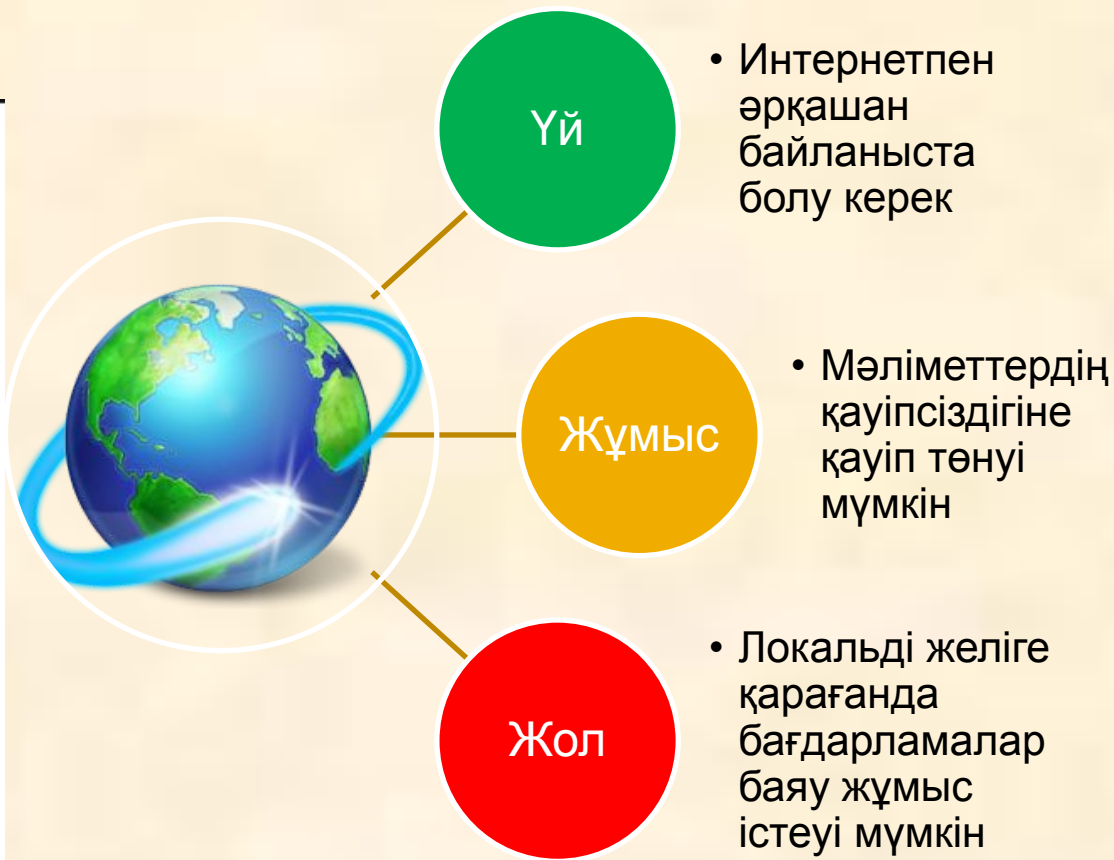 Үй
• Интернетпен
әрқашан
байланыста
болу керек
Жұмыс
• Мәліметтердің
қауіпсіздігіне
қауіп төнуі
мүмкін
Жол
• Локальді желіге
қарағанда
бағдарламалар
баяу жұмыс
істеуі мүмкін